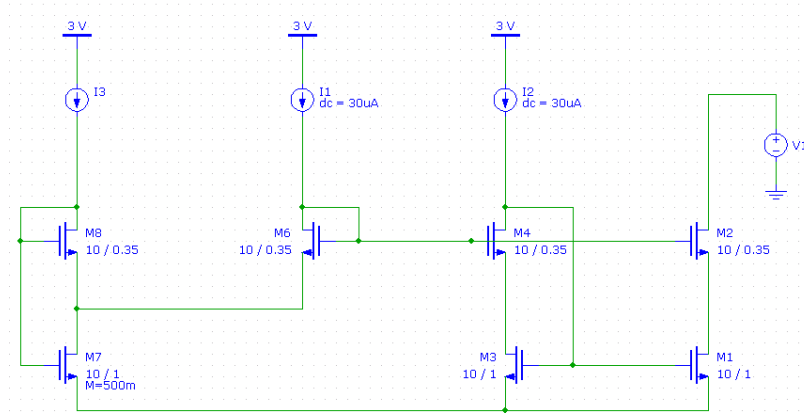 3 V
3 V
3 V
I3
I1
dc = 30uA
I2
dc = 30uA
V1
M8
10 / 0.35
M6
10 / 0.35
M4
10 / 0.35
M2
10 / 0.35
M7
10 / 1
M=500m
M3
10 / 1
M1
10 / 1